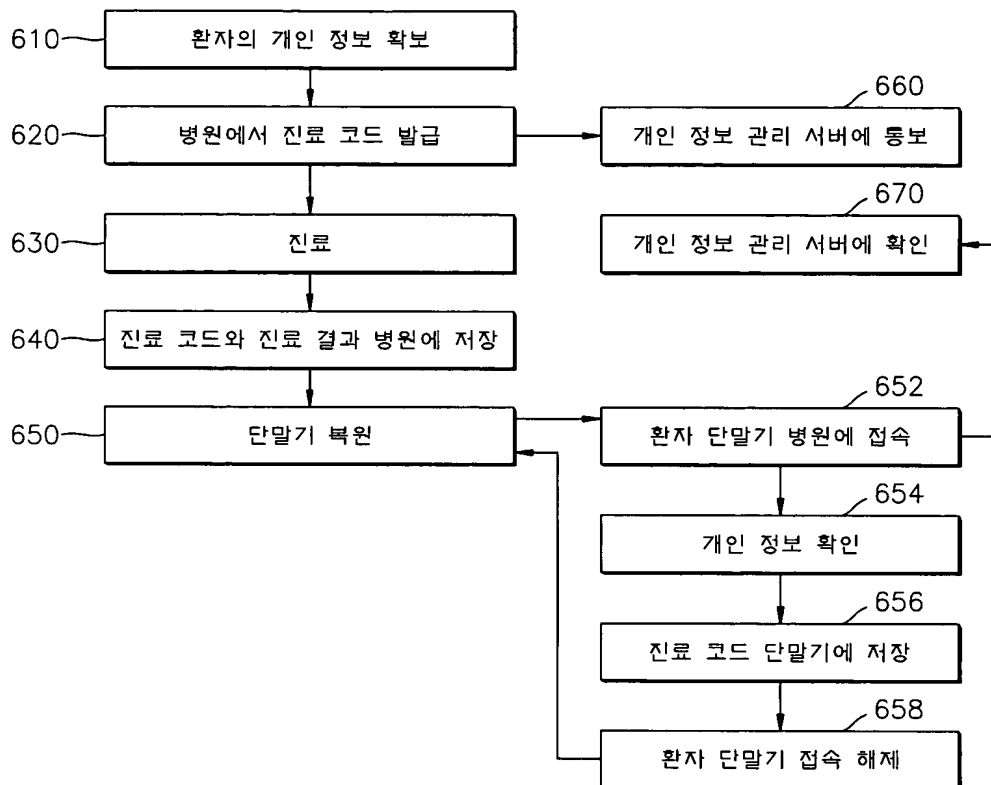 610 환자의 개인 정보 확보
660
620 병원에서 진료 코드 발급
개인 정보 관리 서버에 통보
670
630 진료
개인 정보 관리 서버에 확인
640 진료 코드와 진료 결과 병원에 저장
652
650 단말기 복원
환자 단말기 병원에 접속
654
개인 정보 확인
656
진료 코드 단말기에 저장
658
환자 단말기 접속 해제